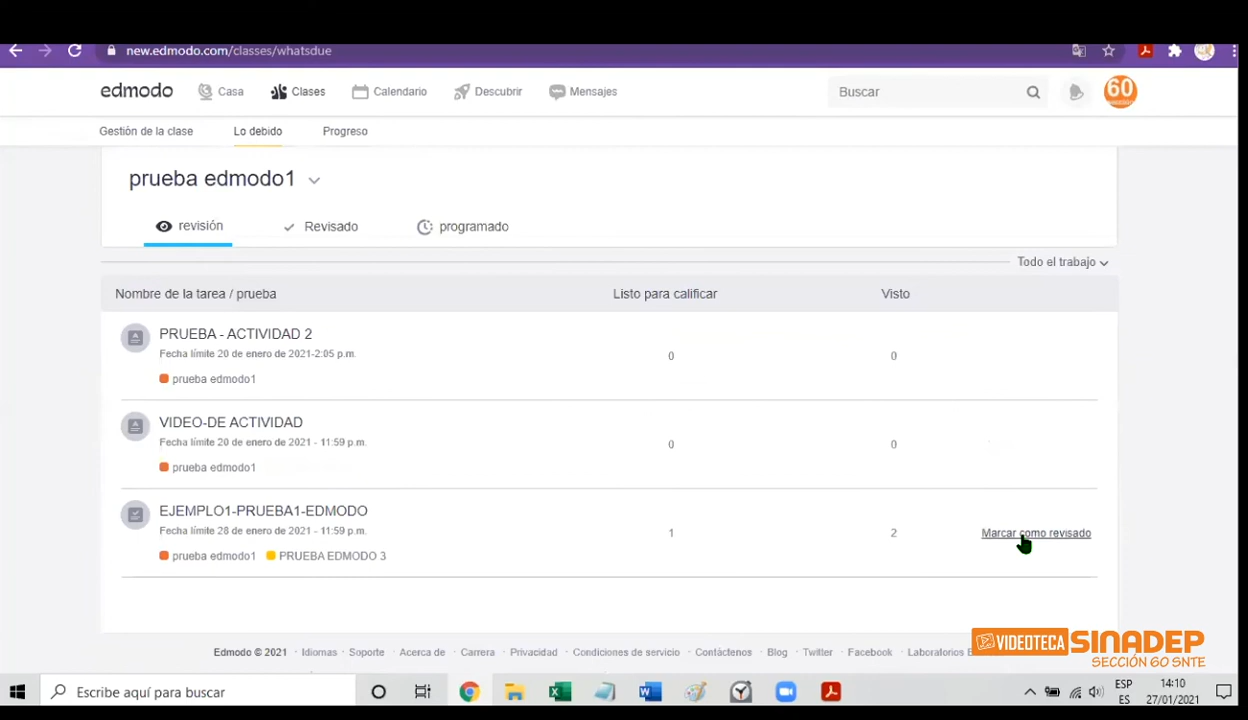 new.edmodo.com/classes/whatsdue
edmodo Casa Clases Calendario Descubrir Mensajes Buscar 60
Gestión de la clase Lo debido Progreso
prueba edmodo1
revisión Revisado programado
Todo el trabajo
Nombre de la tarea / prueba Listo para calificar Visto
PRUEBA - ACTIVIDAD 2
Fecha límite 20 de enero de 2021-2:05 p.m.
0 0
prueba edmodo1
VIDEO-DE ACTIVIDAD
Fecha límite 20 de enero de 2021 - 11:59 p.m.
0 0
prueba edmodo1
EJEMPLO1-PRUEBA1-EDMODO
Fecha límite 28 de enero de 2021 - 11:59 p.m.
1 2 Marcar como revisado
prueba edmodo1 PRUEBA EDMODO 3
VIDEOTECA SINADEP
SECCIÓN 60 SNTE
Edmodo © 2021 · Idiomas · Soporte · Acerca de · Carrera · Privacidad · Condiciones de servicio · Contáctenos · Blog · Twitter · Facebook · Laboratorios
Escribe aquí para buscar
ESP
ES
14:10
27/01/2021